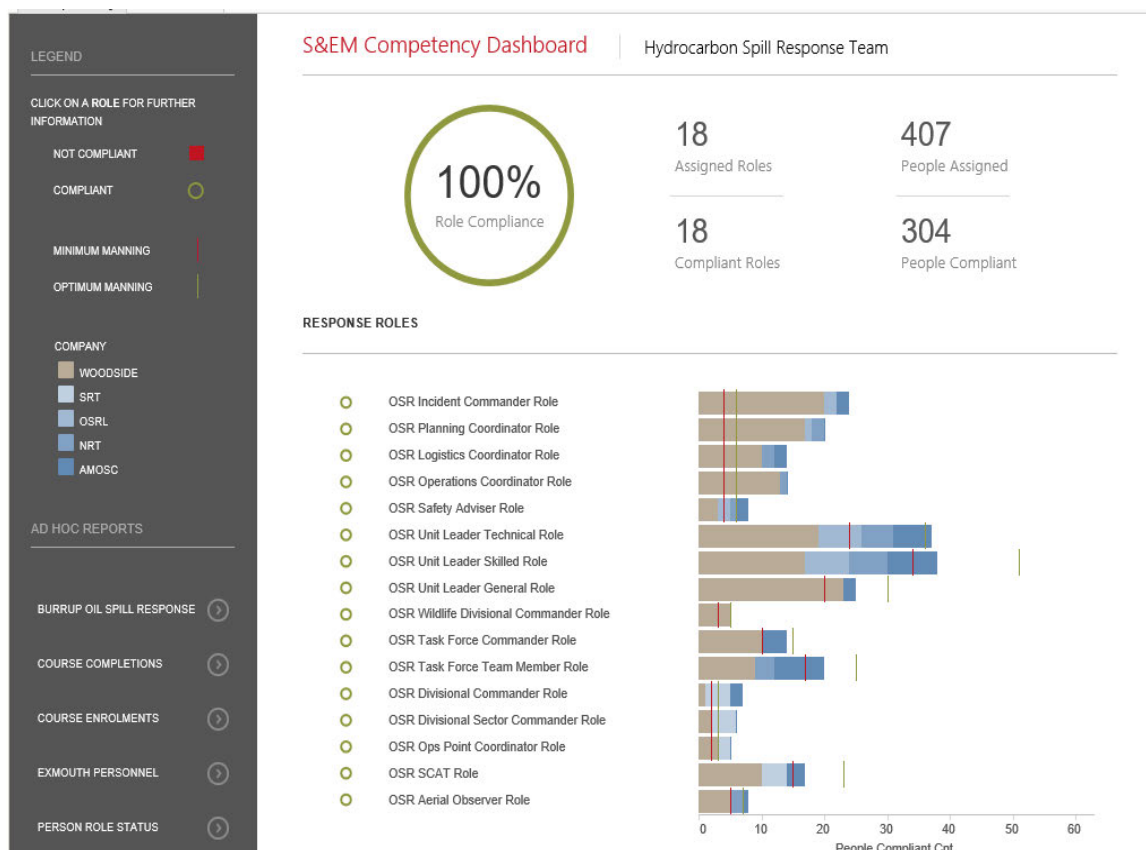 LEGEND
CLICK ON A ROLE FOR FURTHER
INFORMATION
NOT COMPLIANT
COMPLIANT
MINIMUM MANNING
OPTIMUM MANNING
COMPANY
WOODSIDE
SRT
OSRL
NRT
AMOSC
AD HOC REPORTS
BURRUP OIL SPILL RESPONSE
COURSE COMPLETIONS
COURSE ENROLMENTS
EXMOUTH PERSONNEL
PERSON ROLE STATUS
S&EM Competency Dashboard
Hydrocarbon Spill Response Team
100%
Role Compliance
18
Assigned Roles
407
People Assigned
18
Compliant Roles
304
People Compliant
RESPONSE ROLES
OSR Incident Commander Role
OSR Planning Coordinator Role
OSR Logistics Coordinator Role
OSR Operations Coordinator Role
OSR Safety Adviser Role
OSR Unit Leader Technical Role
OSR Unit Leader Skilled Role
OSR Unit Leader General Role
OSR Wildlife Divisional Commander Role
OSR Task Force Commander Role
OSR Task Force Team Member Role
OSR Divisional Commander Role
OSR Divisional Sector Commander Role
OSR Ops Point Coordinator Role
OSR SCAT Role
OSR Aerial Observer Role
0 10 20 30 40 50 60
People Compliant Cnt